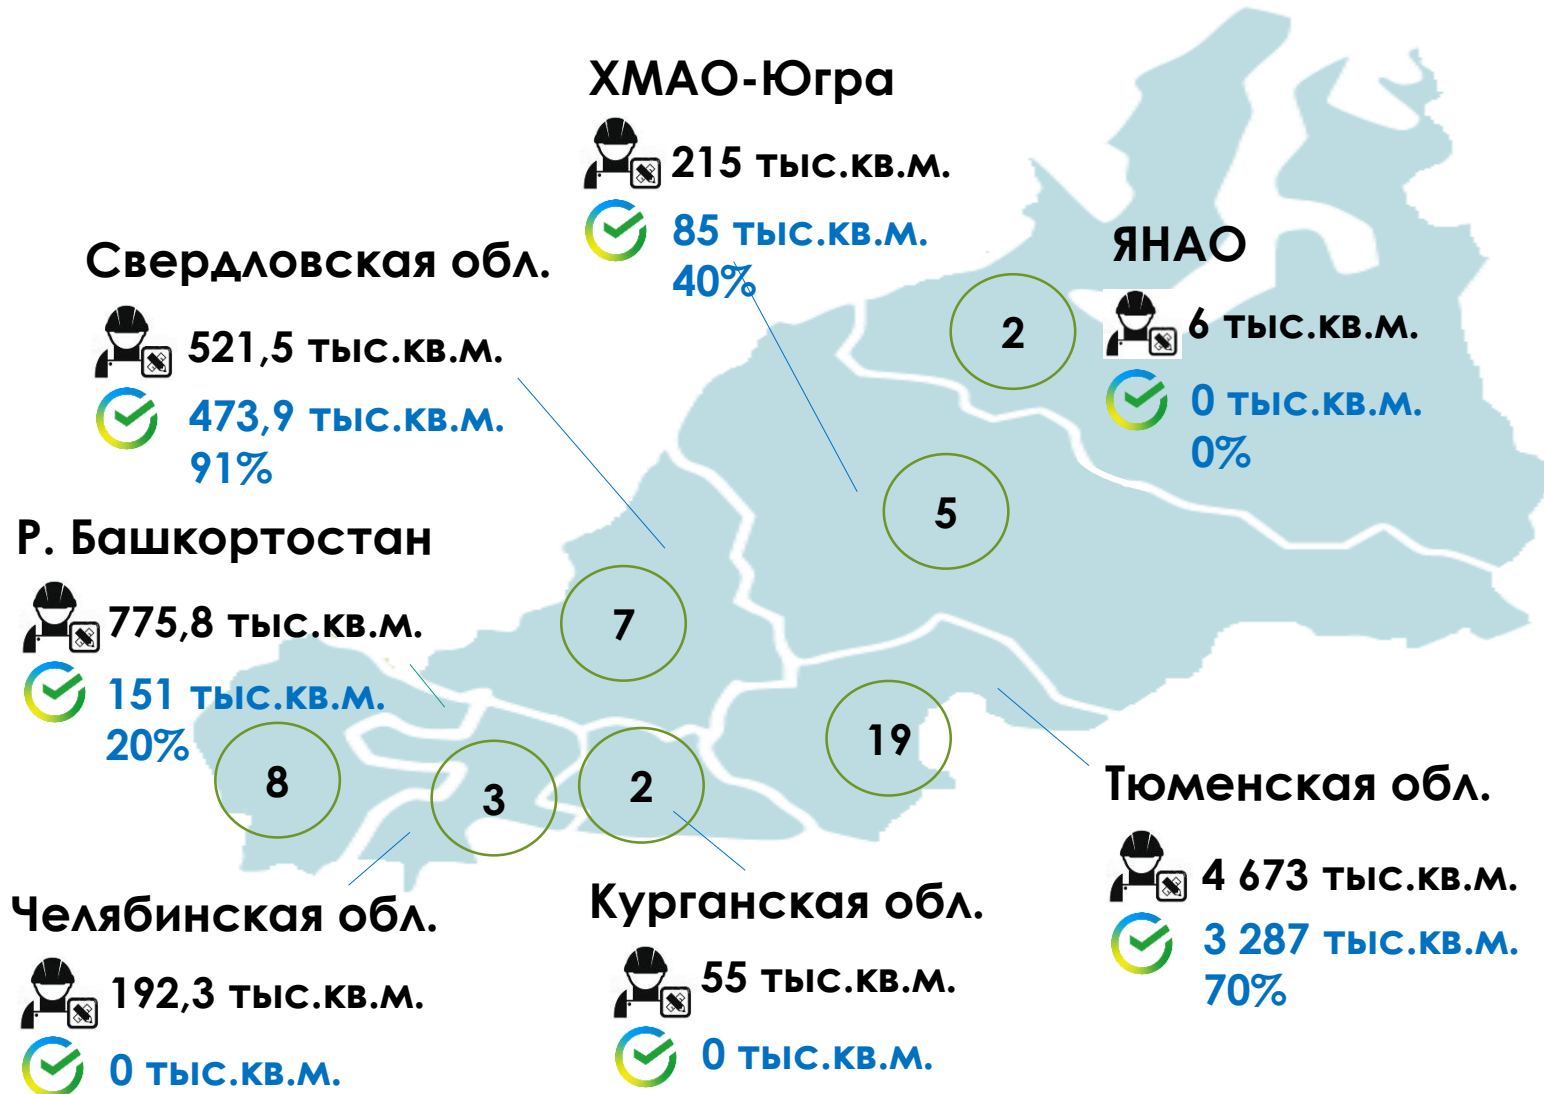 ХМАО-Югра
215 тыс.кв.м.
85 тыс.кв.м.
40%
ЯНАО
6 тыс.кв.м.
0 тыс.кв.м.
0%
2
Свердловская обл.
521,5 тыс.кв.м.
473,9 тыс.кв.м.
91%
5
7
Р. Башкортостан
775,8 тыс.кв.м.
151 тыс.кв.м.
20%
8
3
2
19
Тюменская обл.
4 673 тыс.кв.м.
3 287 тыс.кв.м.
70%
Челябинская обл.
192,3 тыс.кв.м.
0 тыс.кв.м.
Курганская обл.
55 тыс.кв.м.
0 тыс.кв.м.